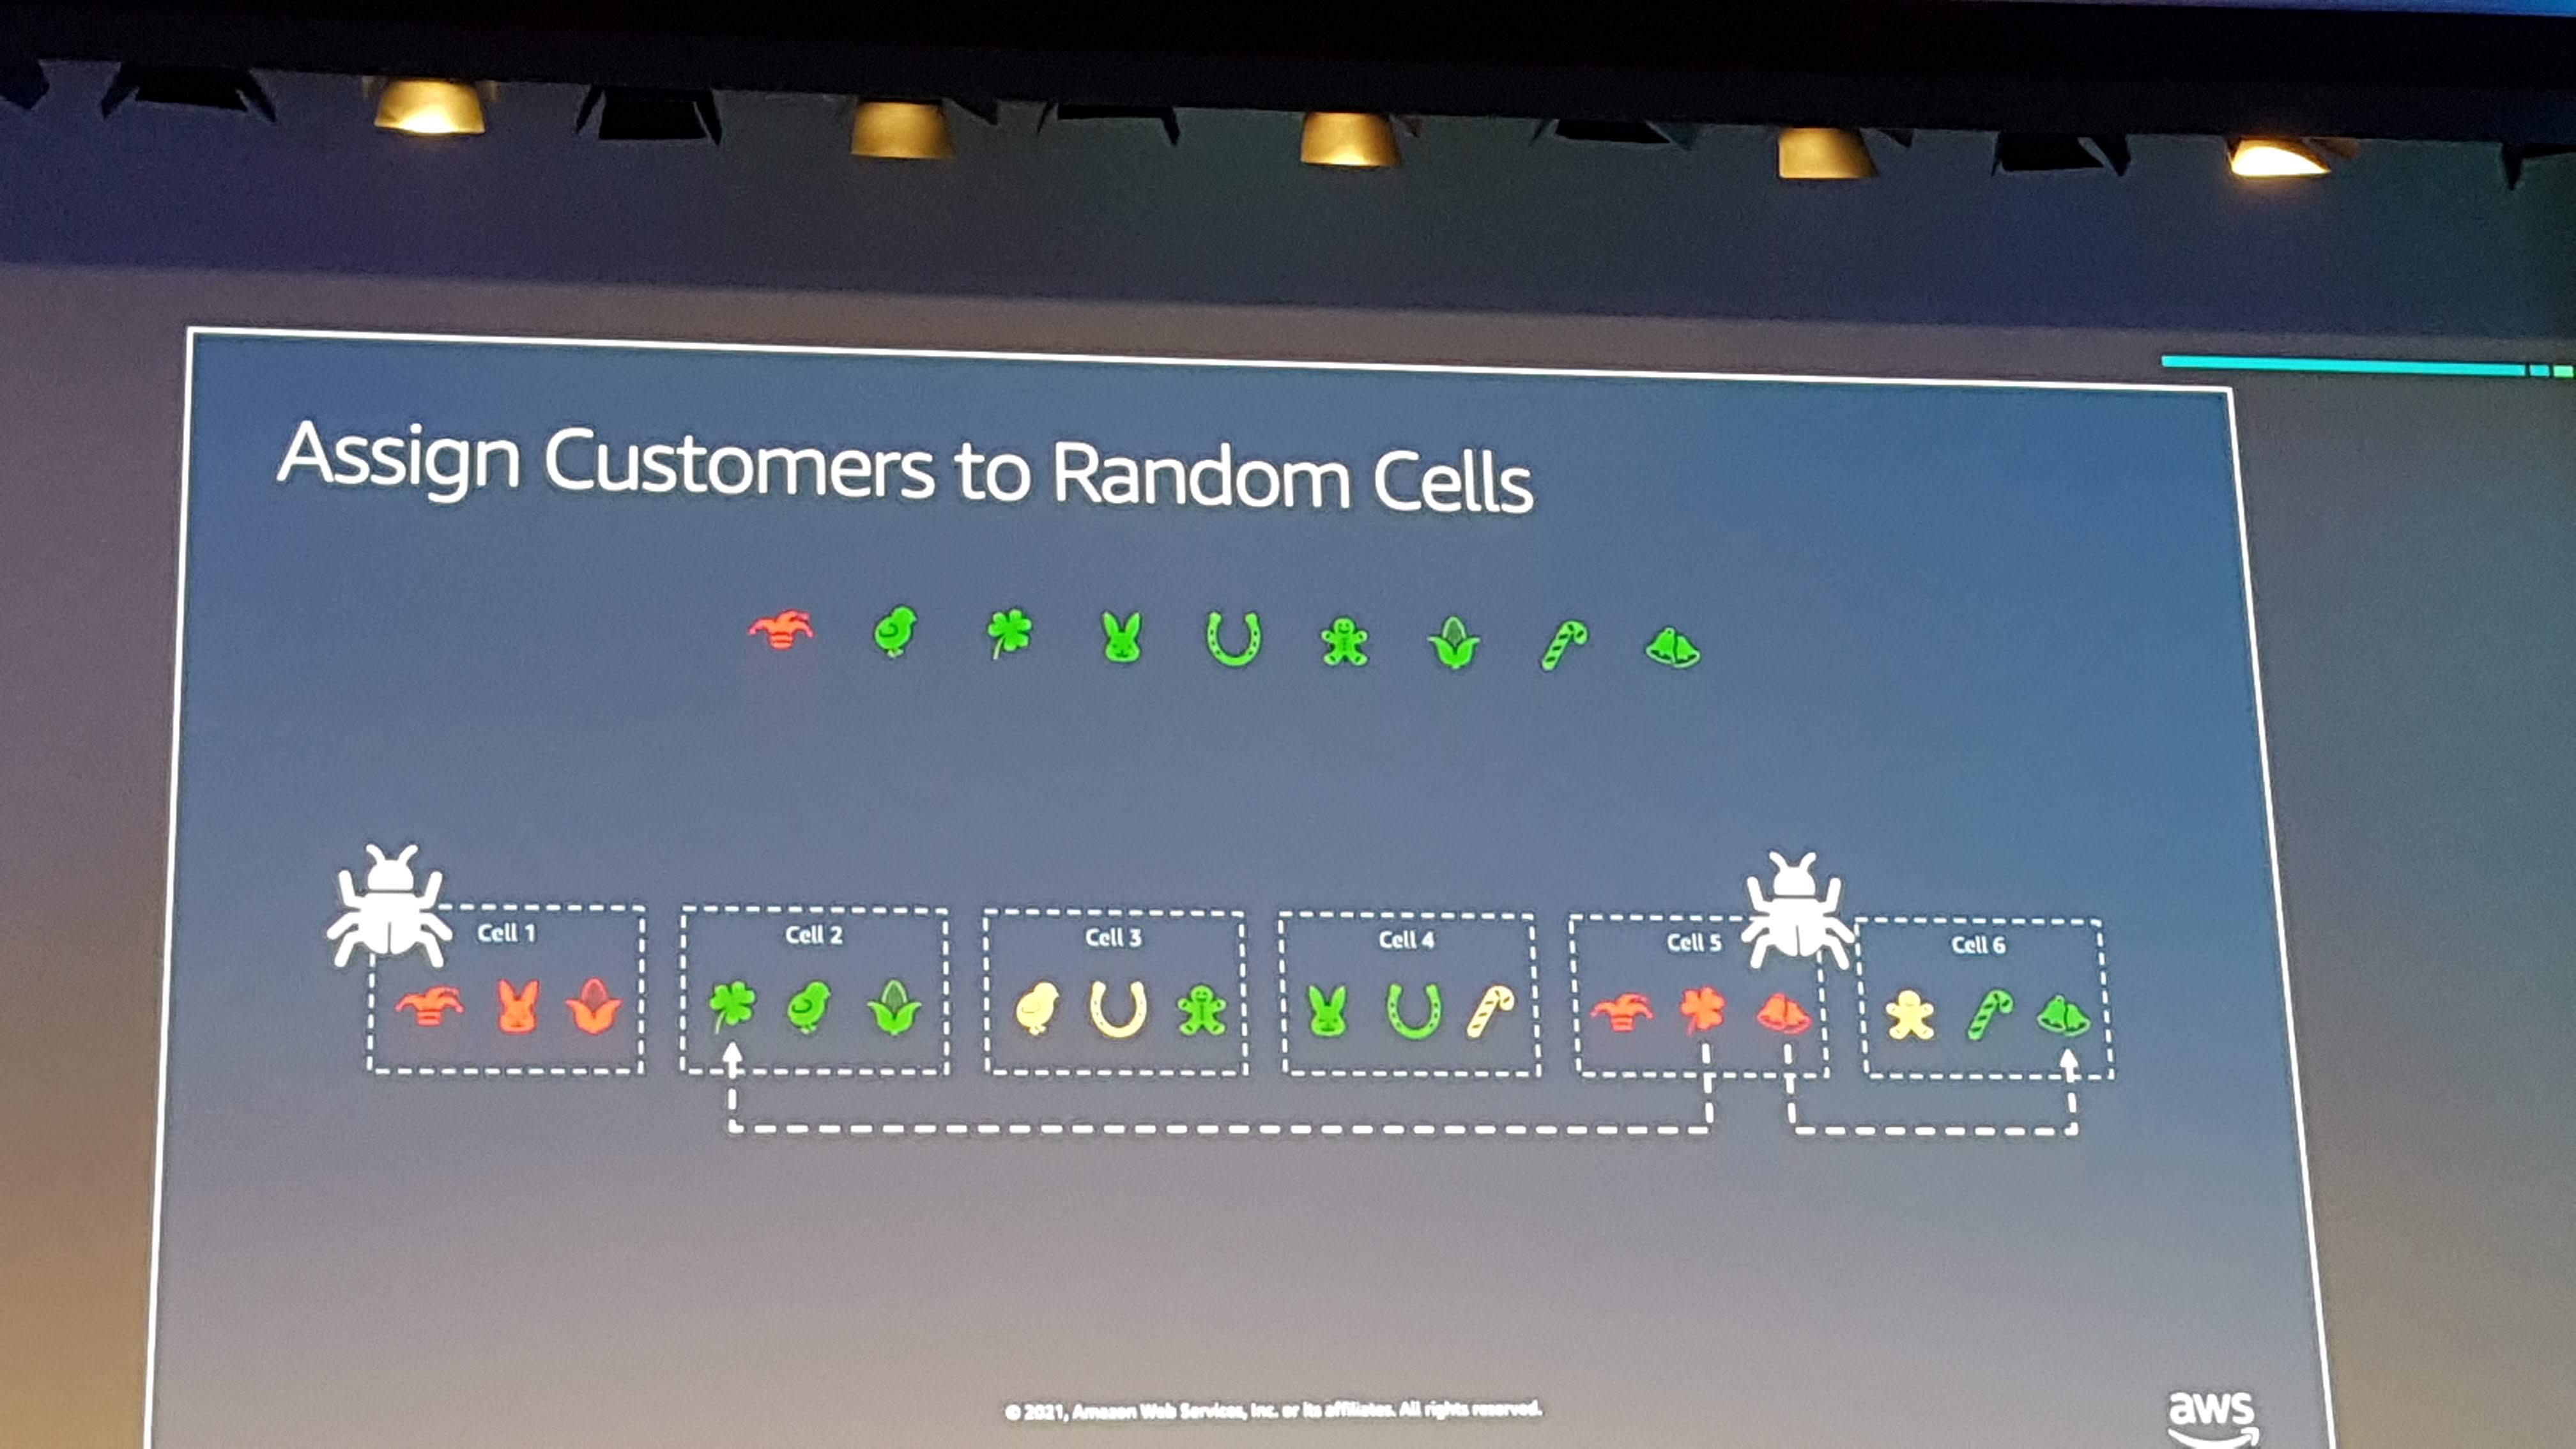 Assign Customers to Random Cells
Cell 1
Cell 2
Cell 3
Cell 4
Cell 5
Cell 6
© 2021, Amazon Web Services, Inc. or its affiliates. All rights reserved.
aws